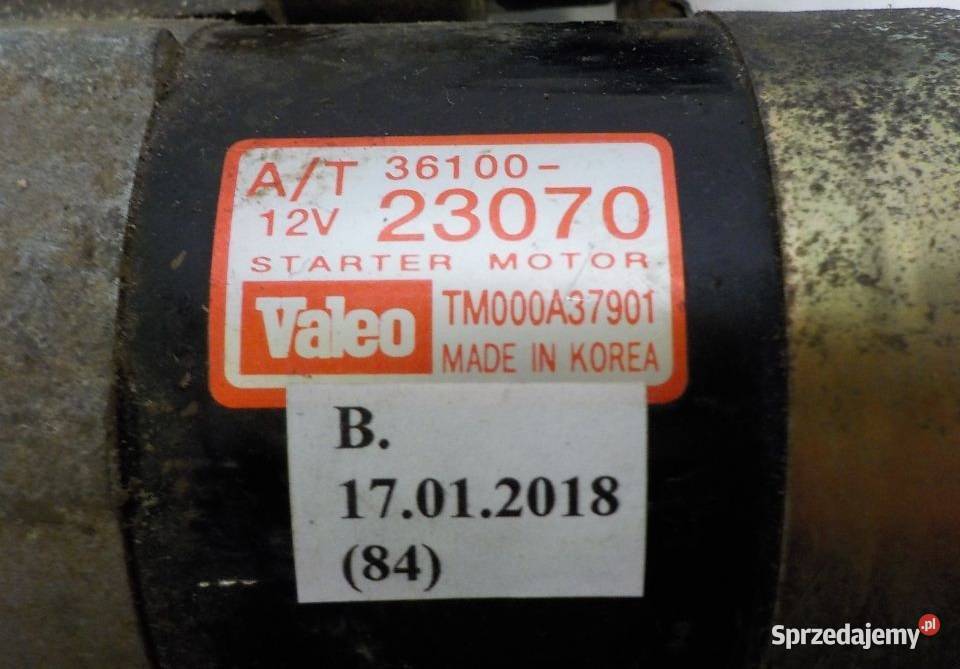 A/T 36100-
12V 23070
STARTER MOTOR
Valeo TM000A37901
MADE IN KOREA
B.
17.01.2018
(84)
Sprzedajemy.pl